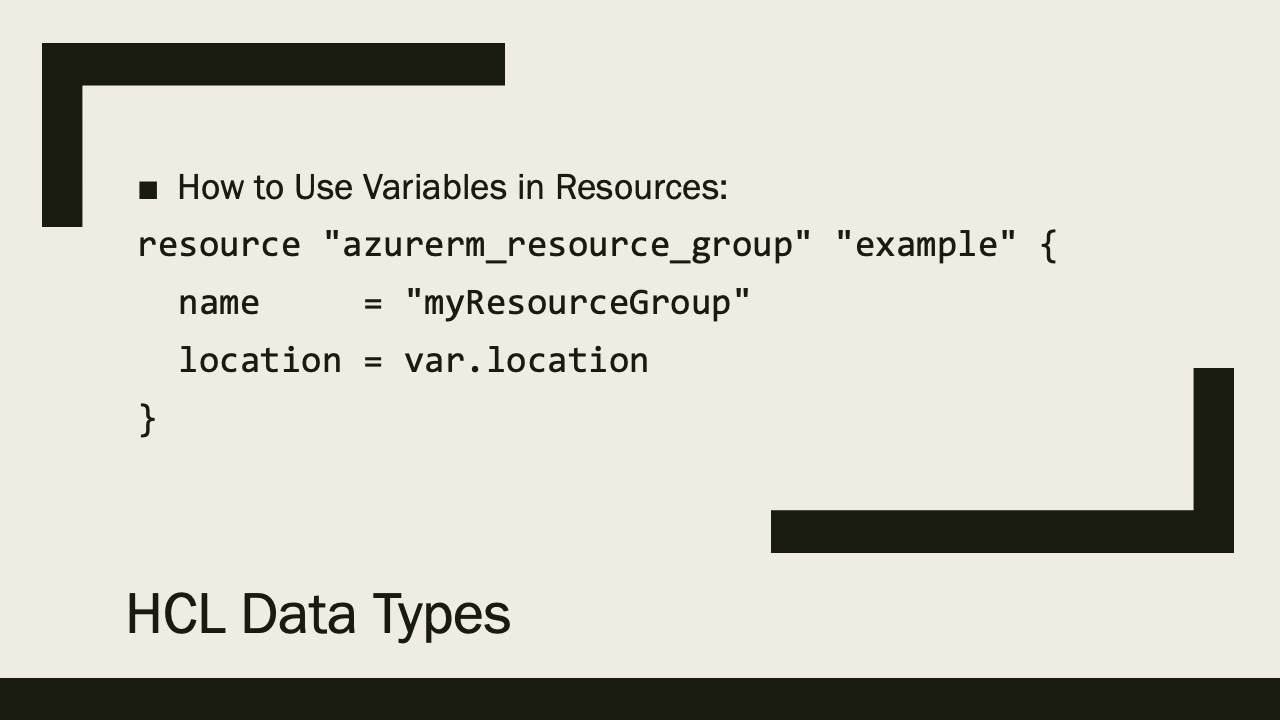 ■ How to Use Variables in Resources:
resource "azurerm_resource_group" "example" {
  name     = "myResourceGroup"
  location = var.location
}
HCL Data Types